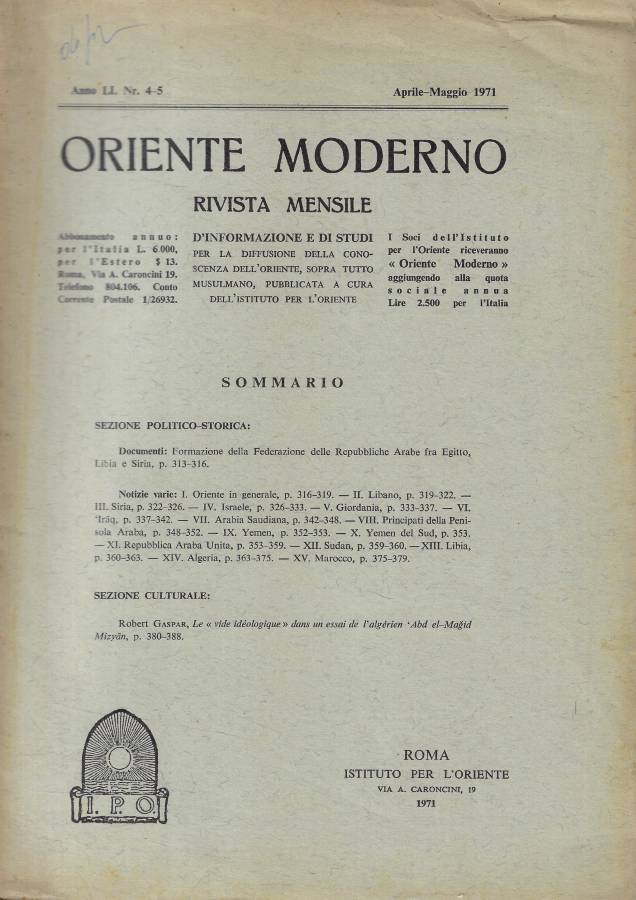 Anno LI. Nr. 4-5
Aprile-Maggio 1971
ORIENTE MODERNO
RIVISTA MENSILE
Abbonamento annuo:
per l'Italia L. 6.000,
per l'Estero $ 13.
Roma, Via A. Caroncini 19.
Telefono 804.106. Conto
Corrente Postale 1/26932.
D'INFORMAZIONE E DI STUDI
PER LA DIFFUSIONE DELLA CONO-
SCENZA DELL'ORIENTE, SOPRA TUTTO
MUSULMANO, PUBBLICATA A CURA
DELL'ISTITUTO PER L'ORIENTE
I Soci dell'Istituto
per l'Oriente riceveranno
« Oriente Moderno »
aggiungendo alla quota
sociale annua
Lire 2.500 per l'Italia
SOMMARIO
SEZIONE POLITICO-STORICA:
Documenti: Formazione della Federazione delle Repubbliche Arabe fra Egitto,
Libia e Siria, p. 313-316.
Notizie varie: I. Oriente in generale, p. 316-319. — II. Libano, p. 319-322. —
III. Siria, p. 322-326. — IV. Israele, p. 326-333. — V. Giordania, p. 333-337. — VI.
'Irāq, p. 337-342. — VII. Arabia Saudiana, p. 342-348. — VIII. Principati della Peni-
sola Araba, p. 348-352. — IX. Yemen, p. 352-353. — X. Yemen del Sud, p. 353.
— XI. Repubblica Araba Unita, p. 353-359. — XII. Sudan, p. 359-360. — XIII. Libia,
p. 360-363. — XIV. Algeria, p. 363-375. — XV. Marocco, p. 375-379.
SEZIONE CULTURALE:
Robert GASPAR, Le « vide idéologique » dans un essai de l'algérien 'Abd el-Maǧid
Mizyān, p. 380-388.
I. P. O.
ROMA
ISTITUTO PER L'ORIENTE
VIA A. CARONCINI, 19
1971